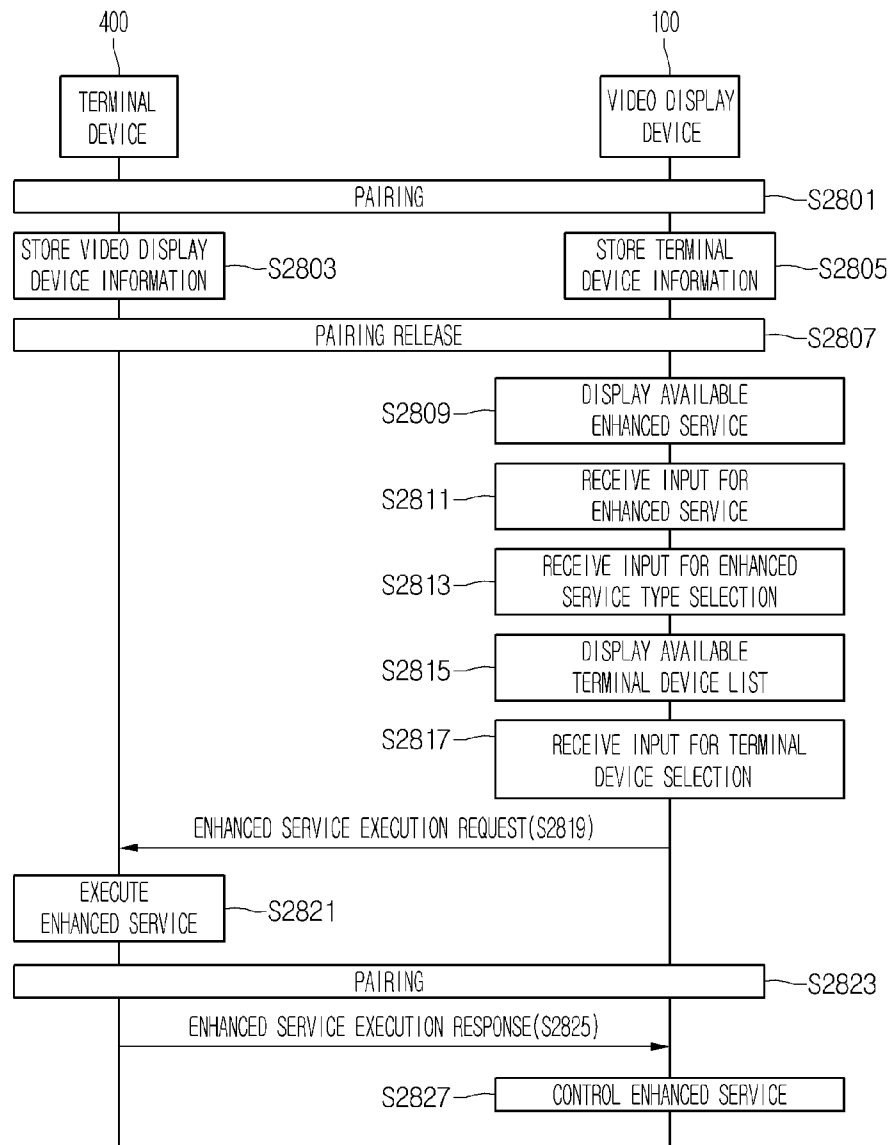 400
100
TERMINAL
DEVICE
VIDEO DISPLAY
DEVICE
PAIRING
S2801
STORE VIDEO DISPLAY
DEVICE INFORMATION
S2803
STORE TERMINAL
DEVICE INFORMATION
S2805
PAIRING RELEASE
S2807
S2809
DISPLAY AVAILABLE
ENHANCED SERVICE
S2811
RECEIVE INPUT FOR
ENHANCED SERVICE
S2813
RECEIVE INPUT FOR ENHANCED
SERVICE TYPE SELECTION
S2815
DISPLAY AVAILABLE
TERMINAL DEVICE LIST
S2817
RECEIVE INPUT FOR TERMINAL
DEVICE SELECTION
ENHANCED SERVICE EXECUTION REQUEST(S2819)
EXECUTE
ENHANCED SERVICE
S2821
PAIRING
S2823
ENHANCED SERVICE EXECUTION RESPONSE(S2825)
S2827
CONTROL ENHANCED SERVICE